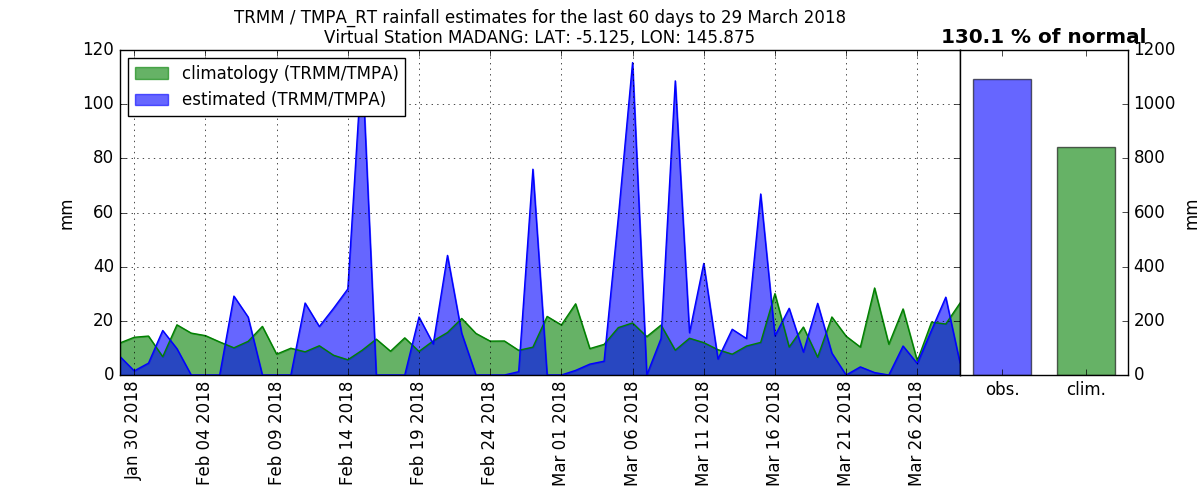 TRMM / TMPA_RT rainfall estimates for the last 60 days to 29 March 2018
Virtual Station MADANG: LAT: -5.125, LON: 145.875
130.1 % of normal
climatology (TRMM/TMPA)
estimated (TRMM/TMPA)
mm
120
100
80
60
40
20
0
Jan 30 2018
Feb 04 2018
Feb 09 2018
Feb 14 2018
Feb 19 2018
Feb 24 2018
Mar 01 2018
Mar 06 2018
Mar 11 2018
Mar 16 2018
Mar 21 2018
Mar 26 2018
obs.
clim.
1200
1000
800
600
400
200
0
mm